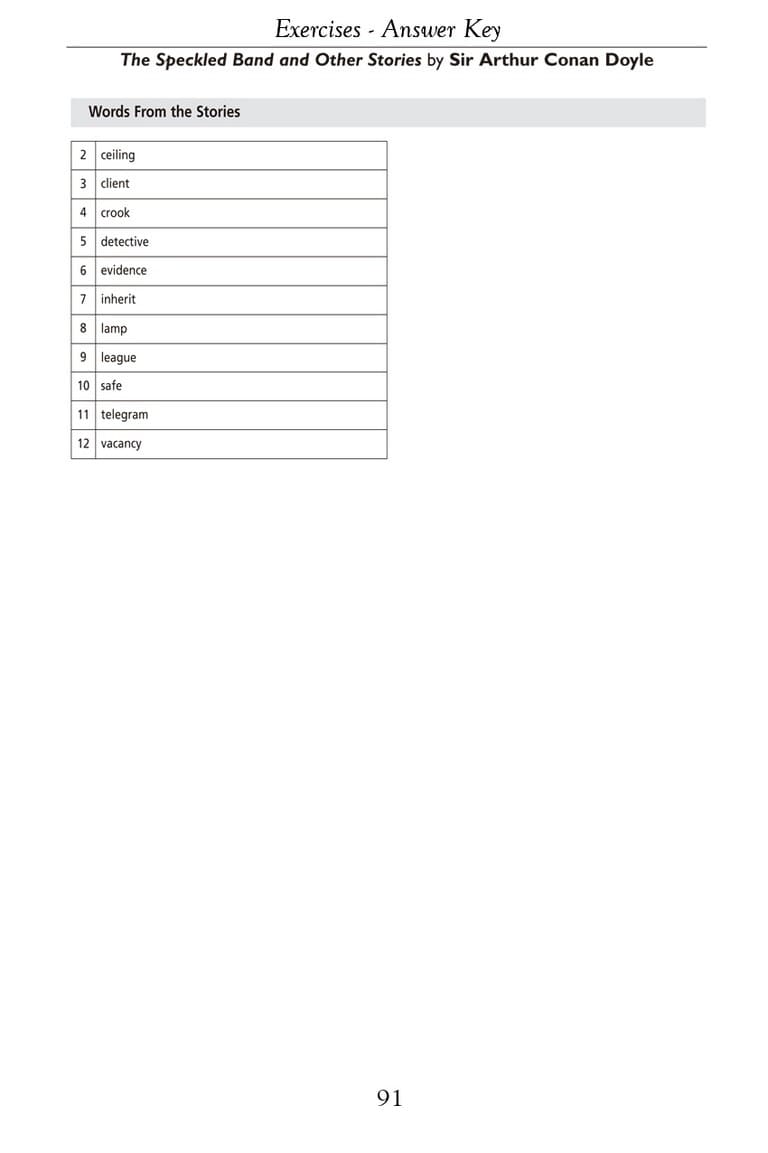 Exercises - Answer Key
The Speckled Band and Other Stories by Sir Arthur Conan Doyle
Words From the Stories
2 ceiling
3 client
4 crook
5 detective
6 evidence
7 inherit
8 lamp
9 league
10 safe
11 telegram
12 vacancy
91